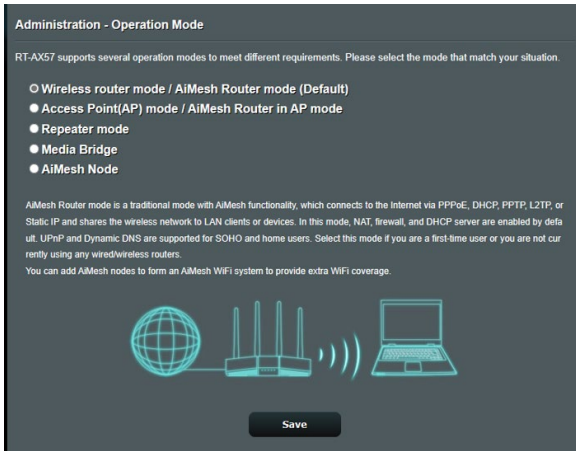 Administration - Operation Mode
RT-AX57 supports several operation modes to meet different requirements. Please select the mode that match your situation.
Wireless router mode / AiMesh Router mode (Default)
Access Point(AP) mode / AiMesh Router in AP mode
Repeater mode
Media Bridge
AiMesh Node
AiMesh Router mode is a traditional mode with AiMesh functionality, which connects to the Internet via PPPoE, DHCP, PPTP, L2TP, or
Static IP and shares the wireless network to LAN clients or devices. In this mode, NAT, firewall, and DHCP server are enabled by defa
ult. UPnP and Dynamic DNS are supported for SOHO and home users. Select this mode if you are a first-time user or you are not cur
rently using any wired/wireless routers.
You can add AiMesh nodes to form an AiMesh WiFi system to provide extra WiFi coverage.
Save